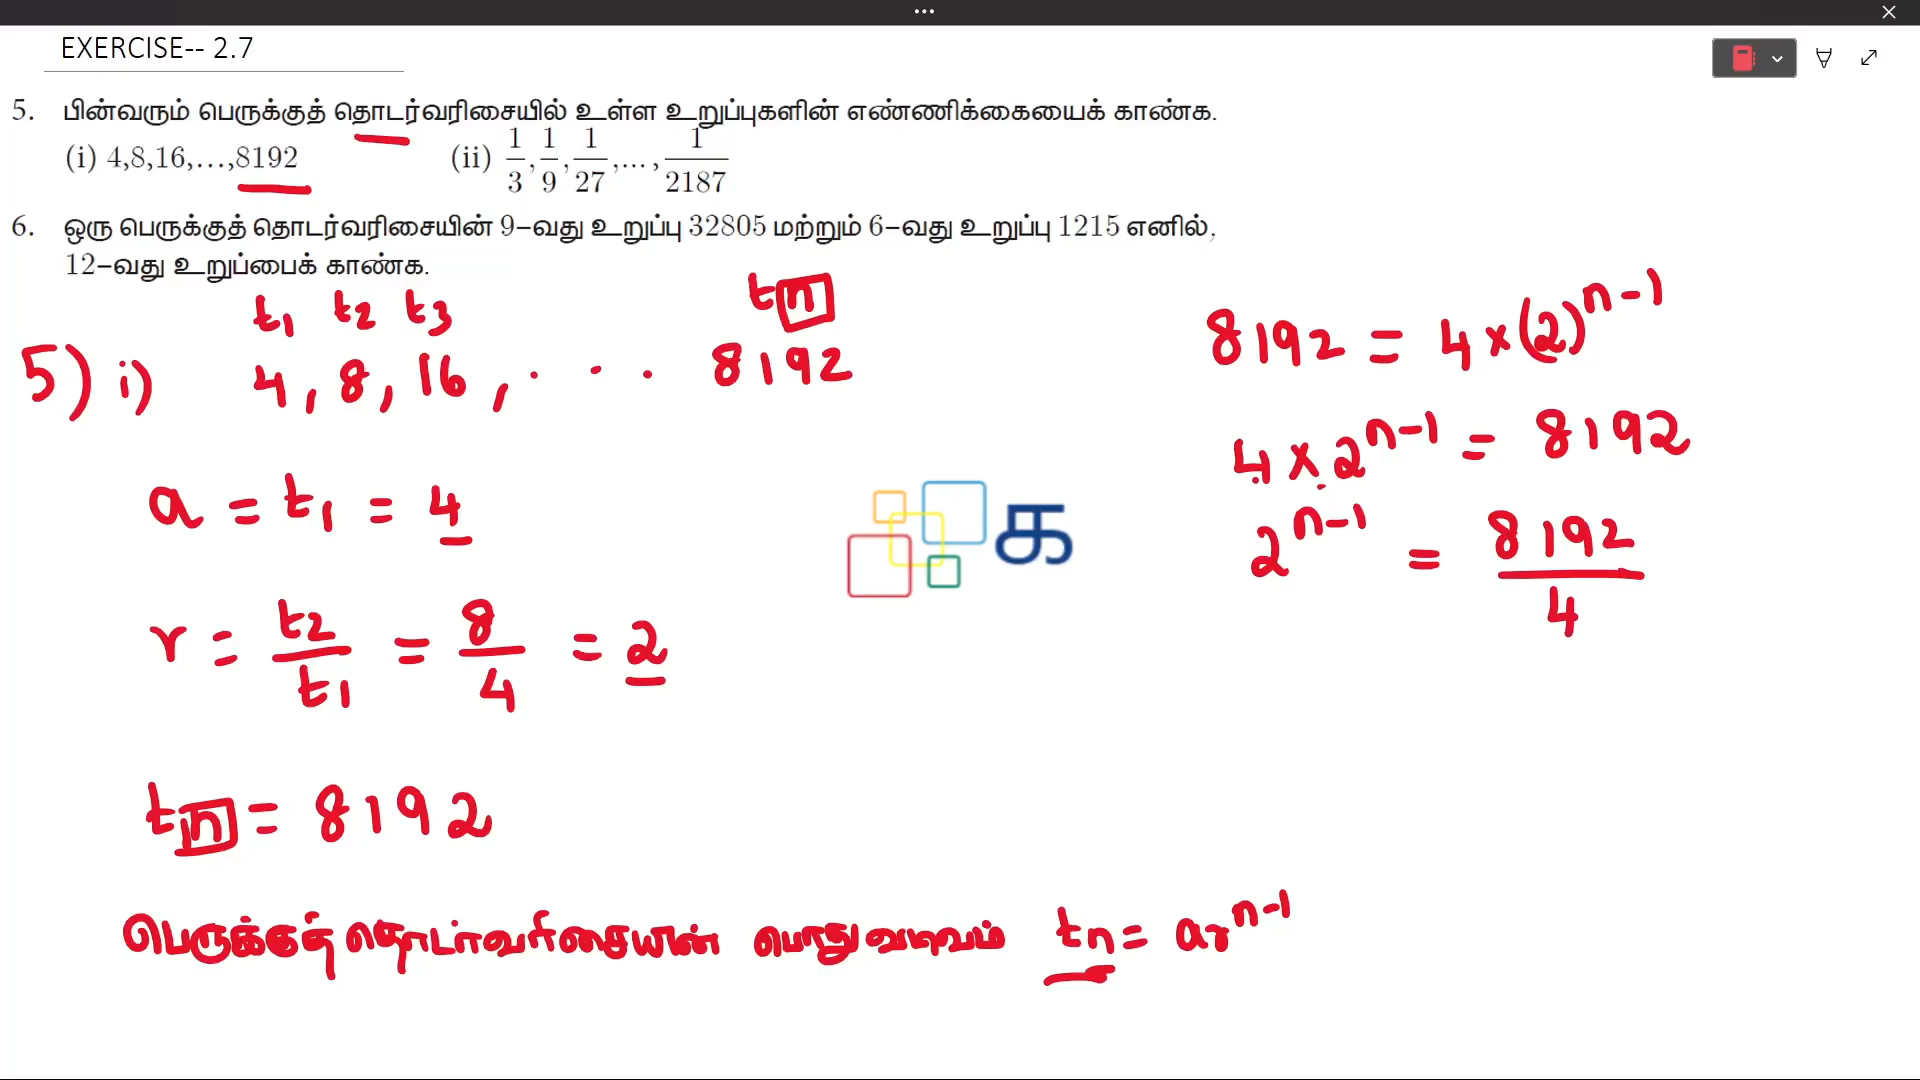 EXERCISE-- 2.7
5. பின்வரும் பெருக்குத் தொடர்வரிசையில் உள்ள உறுப்புகளின் எண்ணிக்கையைக் காண்க.
(i) 4,8,16,...,8192 (ii) 1/3, 1/9, 1/27, ..., 1/2187
6. ஒரு பெருக்குத் தொடர்வரிசையின் 9-வது உறுப்பு 32805 மற்றும் 6-வது உறுப்பு 1215 எனில்,
12-வது உறுப்பைக் காண்க.
t₁ t₂ t₃ tn
5) i) 4, 8, 16, . . . 8192
a = t₁ = 4
r = t₂/t₁ = 8/4 = 2
tn = 8192
பெருக்குத் தொடர்வரிசையின் பொது வடிவம் tn = ar^(n-1)
8192 = 4 × (2)^(n-1)
4 × 2^(n-1) = 8192
2^(n-1) = 8192/4
க